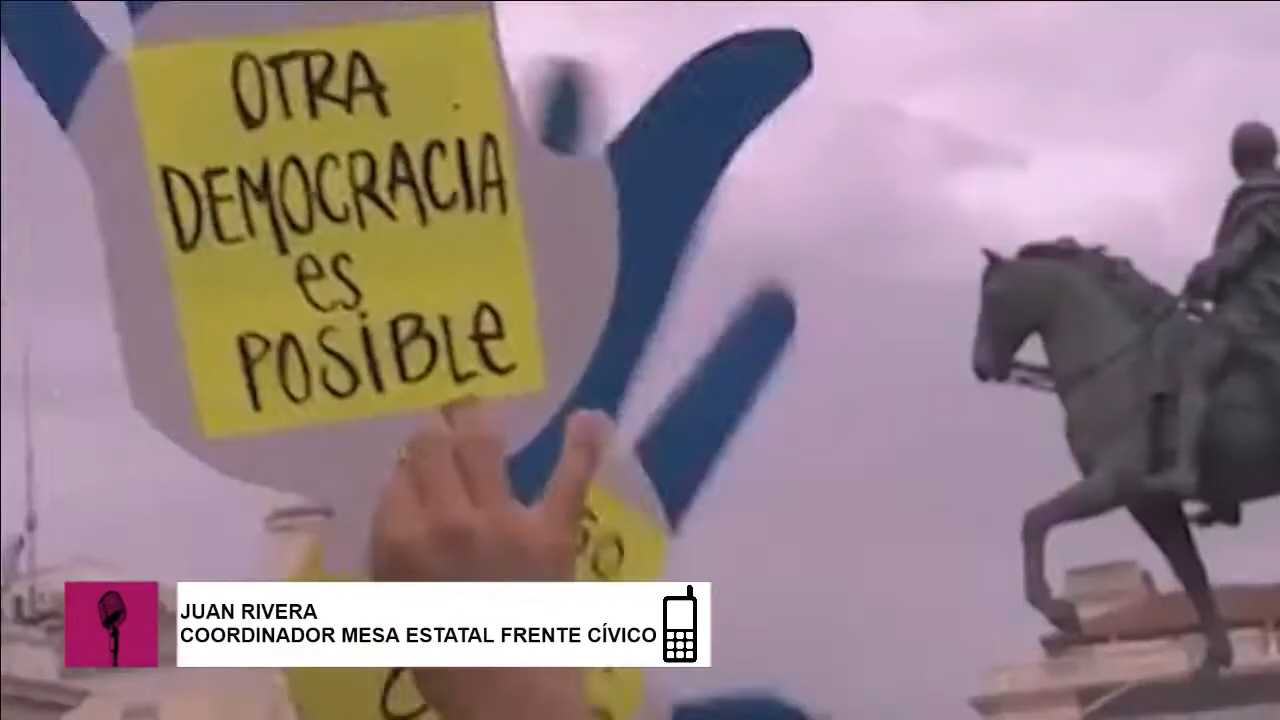 OTRA
DEMOCRACIA
es
POSiBLe
JUAN RIVERA
COORDINADOR MESA ESTATAL FRENTE CÍVICO